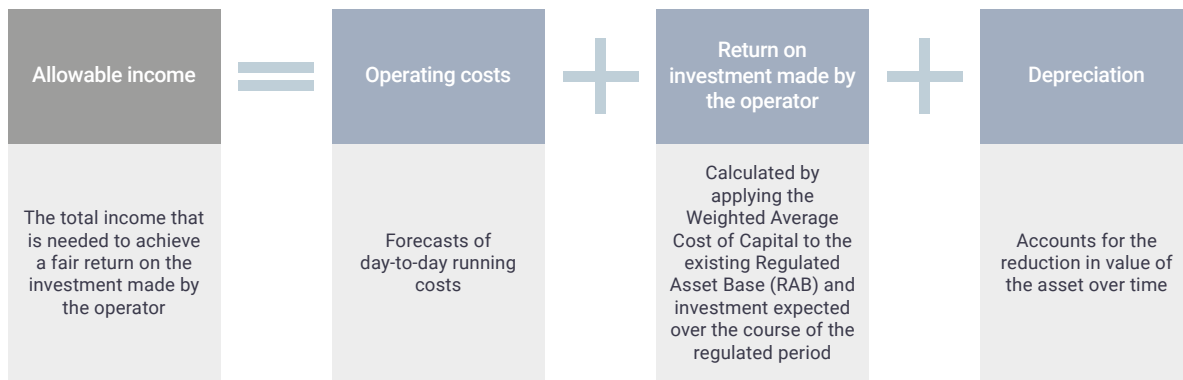 Allowable income
Operating costs
Return on
investment made by
the operator
Depreciation
The total income that
is needed to achieve
a fair return on the
investment made by
the operator
Forecasts of
day-to-day running
costs
Calculated by
applying the
Weighted Average
Cost of Capital to the
existing Regulated
Asset Base (RAB) and
investment expected
over the course of the
regulated period
Accounts for the
reduction in value of
the asset over time